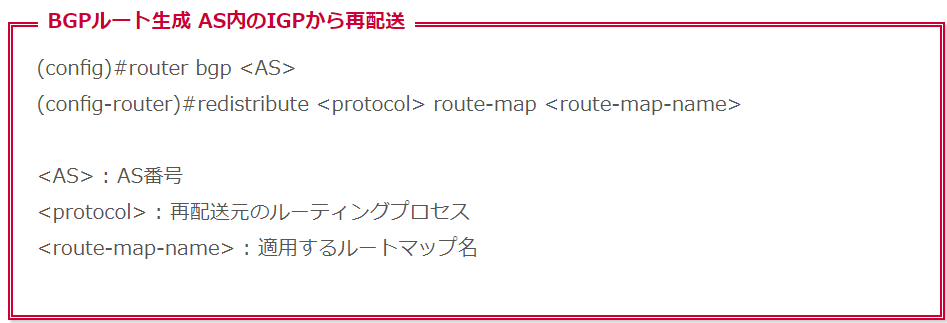 BGPルート生成 AS内のIGPから再配送
(config)#router bgp <AS>
(config-router)#redistribute <protocol> route-map <route-map-name>
<AS> : AS番号
<protocol> : 再配送元のルーティングプロセス
<route-map-name> : 適用するルートマップ名